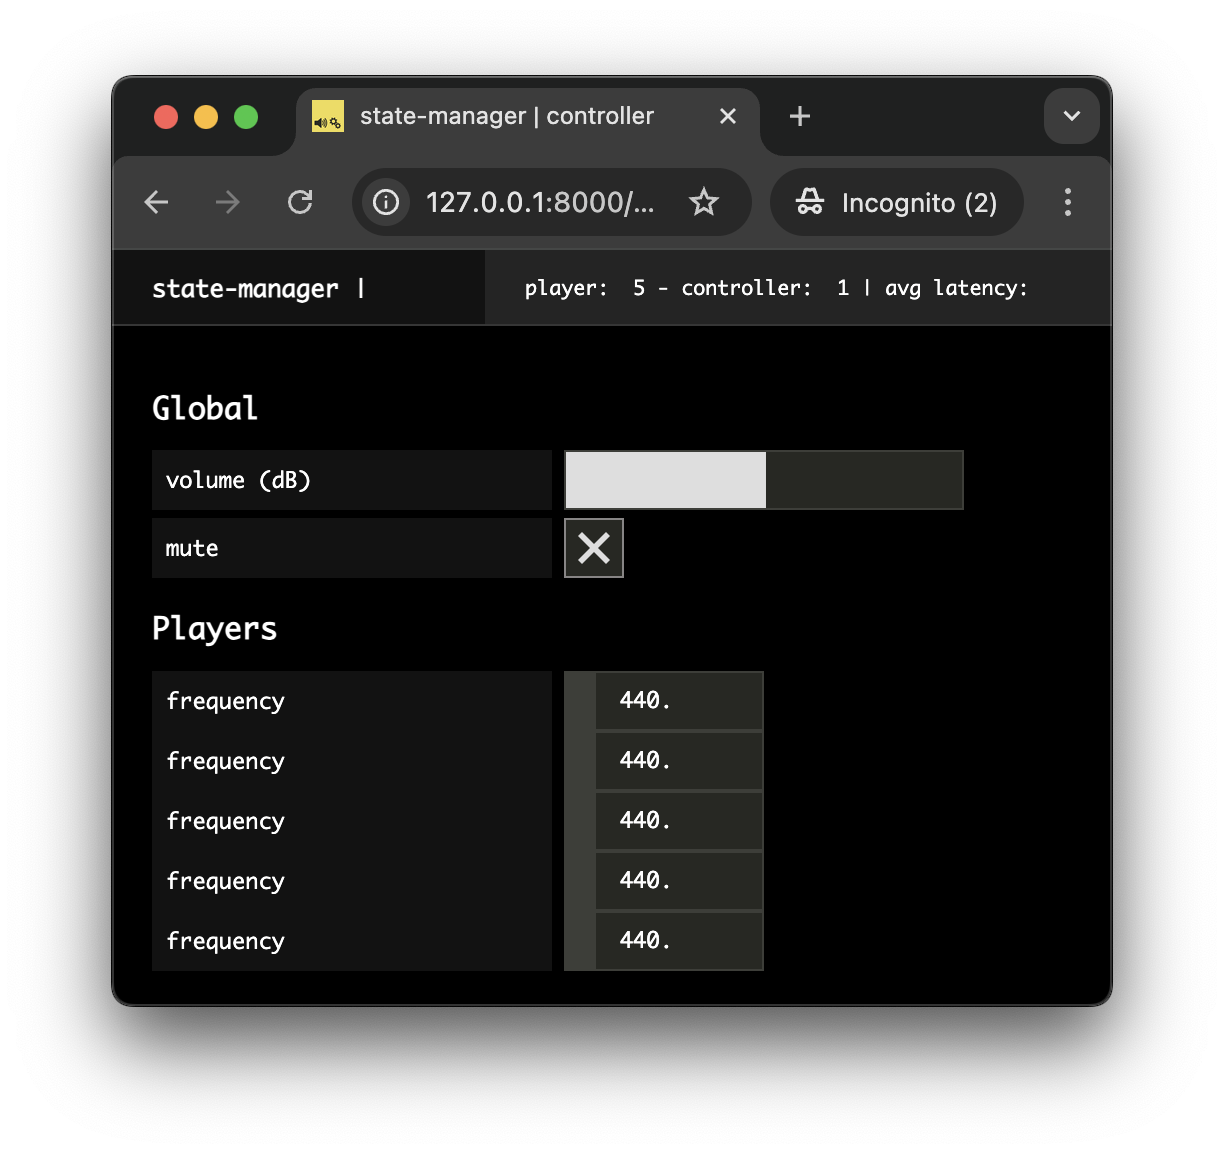 state-manager | controller
127.0.0.1:8000/...
Incognito (2)
state-manager |
player: 5 - controller: 1 | avg latency:
Global
volume (dB)
mute
Players
frequency 440.
frequency 440.
frequency 440.
frequency 440.
frequency 440.